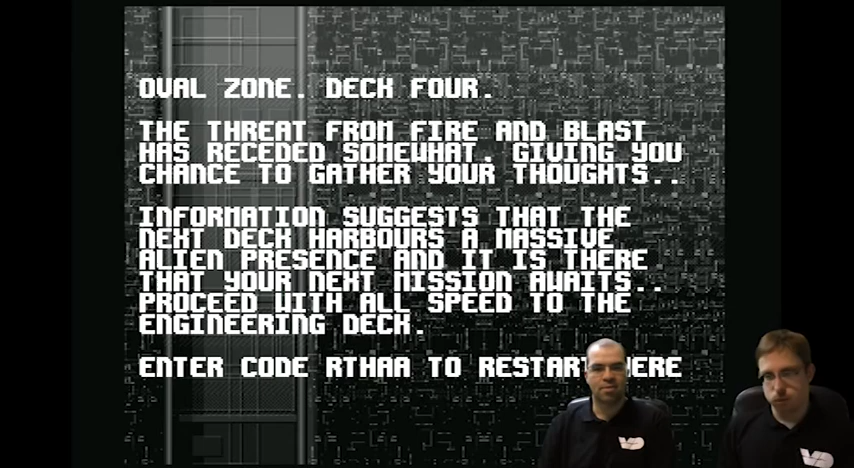 OVAL ZONE. DECK FOUR.
THE THREAT FROM FIRE AND BLAST
HAS RECEDED SOMEWHAT. GIVING YOU
CHANCE TO GATHER YOUR THOUGHTS..
INFORMATION SUGGESTS THAT THE
NEXT DECK HARBOURS A MASSIVE
ALIEN PRESENCE AND IT IS THERE
THAT YOUR NEXT MISSION AWAITS..
PROCEED WITH ALL SPEED TO THE
ENGINEERING DECK.
ENTER CODE RTHAA TO RESTART